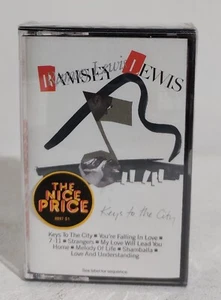 RAMSEY LEWIS
Keys to the City
THE
NICE
PRICE
Keys To The City ★ You're Falling In Love ★
7-11 ★ Strangers ★ My Love Will Lead You
Home ★ Melody Of Life ★ Shamballa ★
Love And Understanding